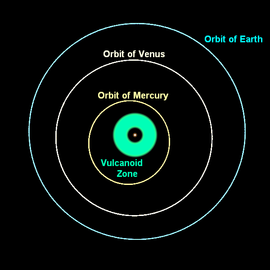 Orbit of Earth
Orbit of Venus
Orbit of Mercury
Vulcanoid
Zone